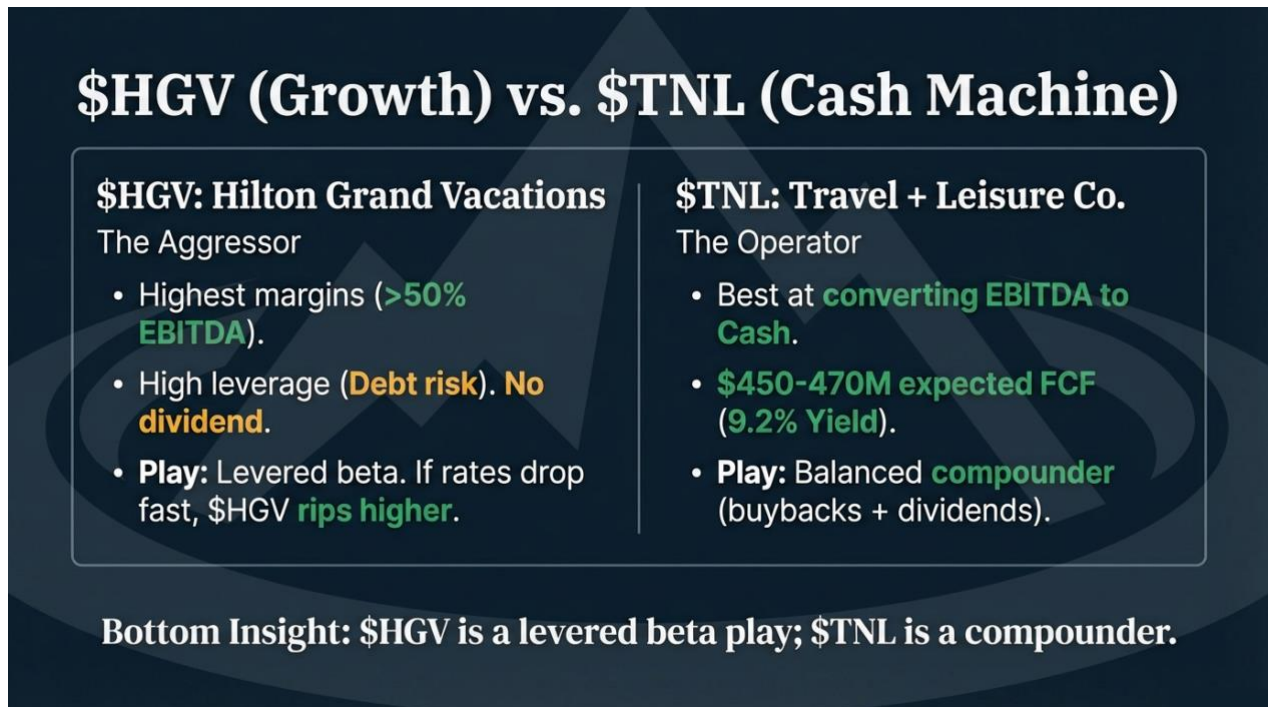 $HGV (Growth) vs. $TNL (Cash Machine)
$HGV: Hilton Grand Vacations
The Aggressor
• Highest margins (>50%
EBITDA).
• High leverage (Debt risk). No
dividend.
• Play: Levered beta. If rates drop
fast, $HGV rips higher.
$TNL: Travel + Leisure Co.
The Operator
• Best at converting EBITDA to
Cash.
• $450-470M expected FCF
(9.2% Yield).
• Play: Balanced compounder
(buybacks + dividends).
Bottom Insight: $HGV is a levered beta play; $TNL is a compounder.